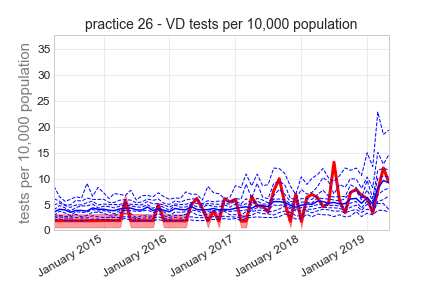 practice 26 - VD tests per 10,000 population
tests per 10,000 population
35
30
25
20
15
10
5
0
January 2015
January 2016
January 2017
January 2018
January 2019